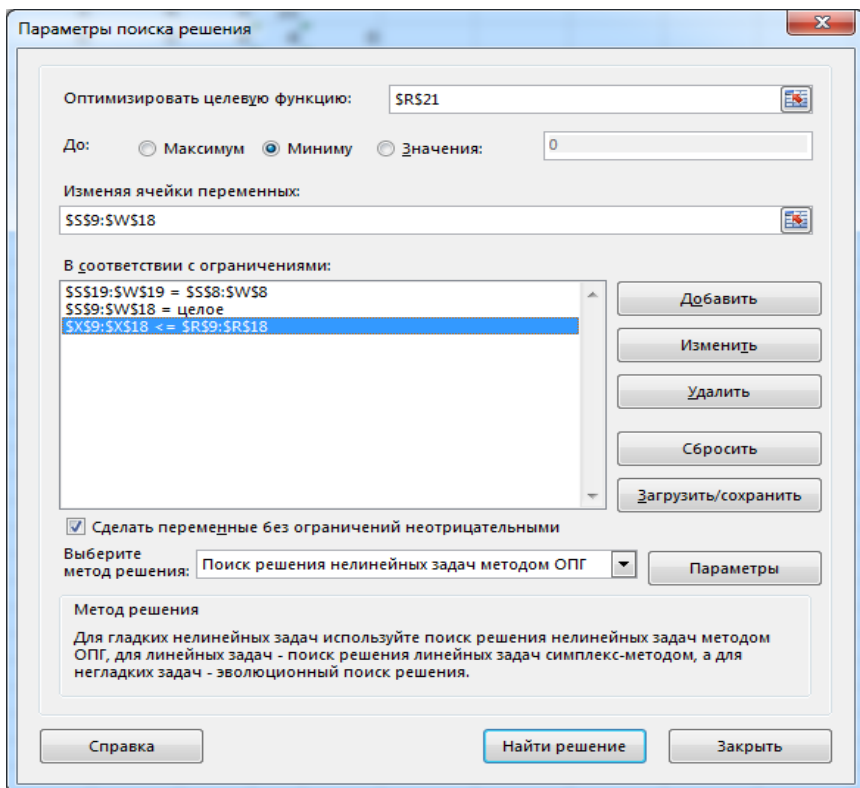 Параметры поиска решения
Оптимизировать целевую функцию: $R$21
До: Максимум Миниму Значения: 0
Изменяя ячейки переменных:
$S$9:$W$18
В соответствии с ограничениями:
$S$19:$W$19 = $S$8:$W$8
$S$9:$W$18 = целое
$X$9:$X$18 <= $R$9:$R$18
Добавить
Изменить
Удалить
Сбросить
Загрузить/сохранить
Сделать переменные без ограничений неотрицательными
Выберите
метод решения: Поиск решения нелинейных задач методом ОПГ Параметры
Метод решения
Для гладких нелинейных задач используйте поиск решения нелинейных задач методом
ОПГ, для линейных задач - поиск решения линейных задач симплекс-методом, а для
негладких задач - эволюционный поиск решения.
Справка Найти решение Закрыть